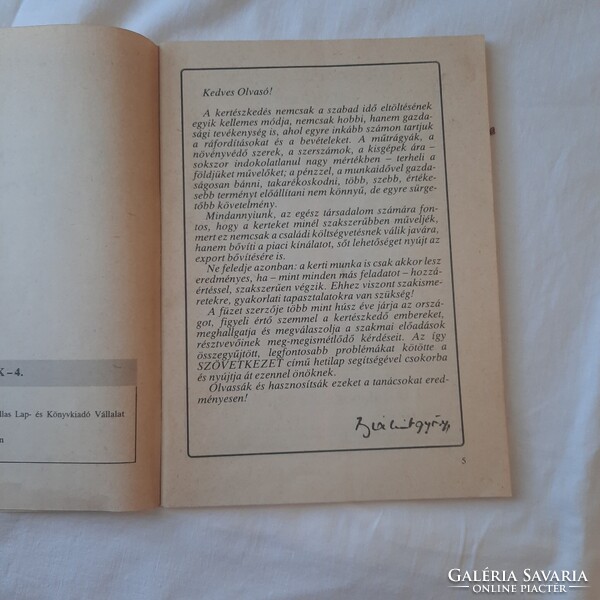 Kedves Olvasó!
A kertészkedés nemcsak a szabad idő eltöltésének
egyik kellemes módja, nemcsak hobbi, hanem gazda-
sági tevékenység is, ahol egyre inkább számon tartjuk
a ráfordításokat és a bevételeket. A műtrágyák, a
növényvédő szerek, a szerszámok, a kisgépek ára –
sokszor indokolatlanul nagy mértékben – terheli a
földjüket művelőket; a pénzzel, a munkaidővel gazda-
ságosan bánni, takarékoskodni, több, szebb, értéke-
sebb terményt előállítani nem könnyű, de egyre sürge-
tőbb követelmény.
Mindannyiunk, az egész társadalom számára fon-
tos, hogy a kerteket minél szakszerűbben műveljék,
mert ez nemcsak a családi költségvetésnek válik javára,
hanem bővíti a piaci kínálatot, sőt lehetőséget nyújt az
export bővítésére is.
Ne feledje azonban: a kerti munka is csak akkor lesz
eredményes, ha – mint minden más feladatot – hozzá-
értéssel, szakszerűen végzik. Ehhez viszont szakisme-
retekre, gyakorlati tapasztalatokra van szükség!
A füzet szerzője több mint húsz éve járja az orszá-
got, figyeli értő szemmel a kertészkedő embereket,
meghallgatja és megválaszolja a szakmai előadások
résztvevőinek meg-megismétlődő kérdéseit. Az így
összegyűjtött, legfontosabb problémákat kötötte a
SZÖVETKEZET című hetilap segítségével csokorba
és nyújtja át ezennel önöknek.
Olvassák és hasznosítsák ezeket a tanácsokat ered-
ményesen!
Bálint György
5
K–4.
llas Lap- és Könyvkiadó Vállalat
n
GALÉRIA SAVARIA
ONLINE PIACTÉR